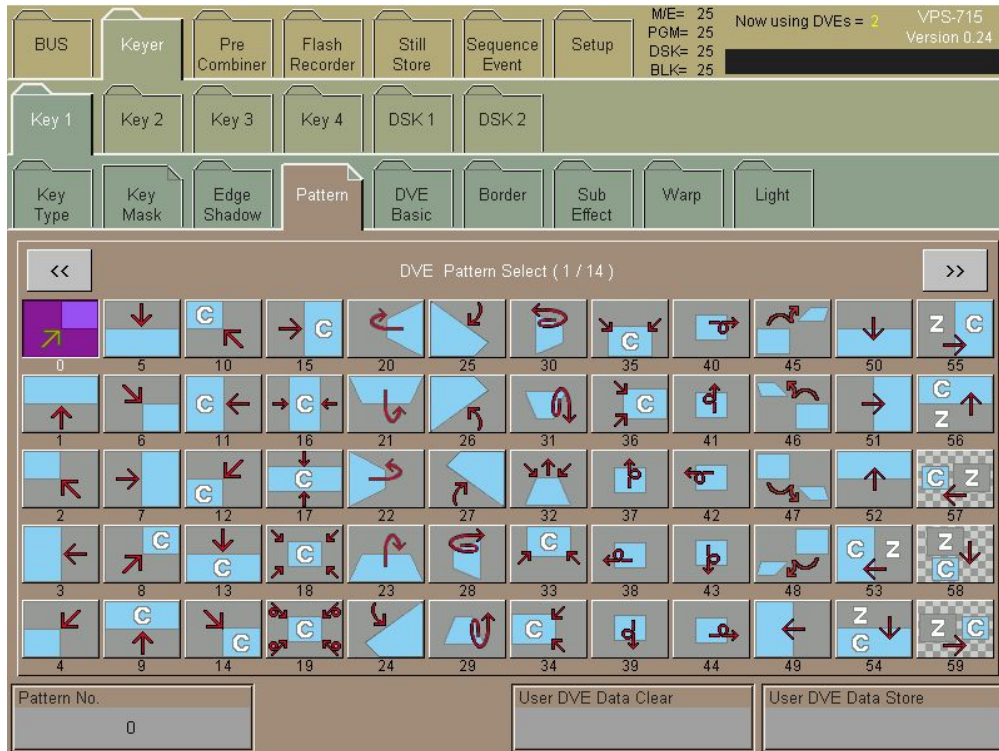 BUS
Keyer
Pre Combiner
Flash Recorder
Still Store
Sequence Event
Setup
M/E= 25
PGM= 25
DSK= 25
BLK= 25
Now using DVEs = 2
VPS-715
Version 0.24
Key 1
Key 2
Key 3
Key 4
DSK 1
DSK 2
Key Type
Key Mask
Edge Shadow
Pattern
DVE Basic
Border
Sub Effect
Warp
Light
<<
DVE Pattern Select ( 1 / 14 )
>>
C C C Z C
0 5 10 15 20 25 30 35 40 45 50 55
C C C C Z
1 6 11 16 21 26 31 36 41 46 51 56
C C C Z
2 7 12 17 22 27 32 37 42 47 52 57
C C C C C Z Z C
3 8 13 18 23 28 33 38 43 48 53 58
C C C C Z C Z C
4 9 14 19 24 29 34 39 44 49 54 59
Pattern No.
0
User DVE Data Clear
User DVE Data Store